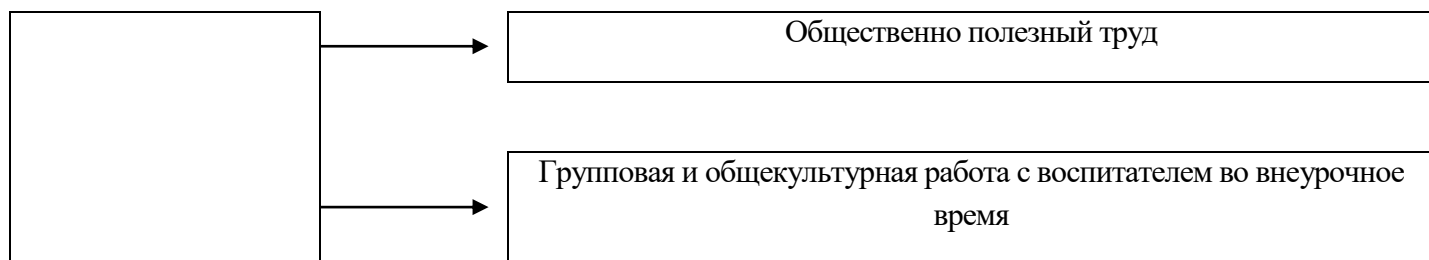 Общественно полезный труд
Групповая и общекультурная работа с воспитателем во внеурочное
время